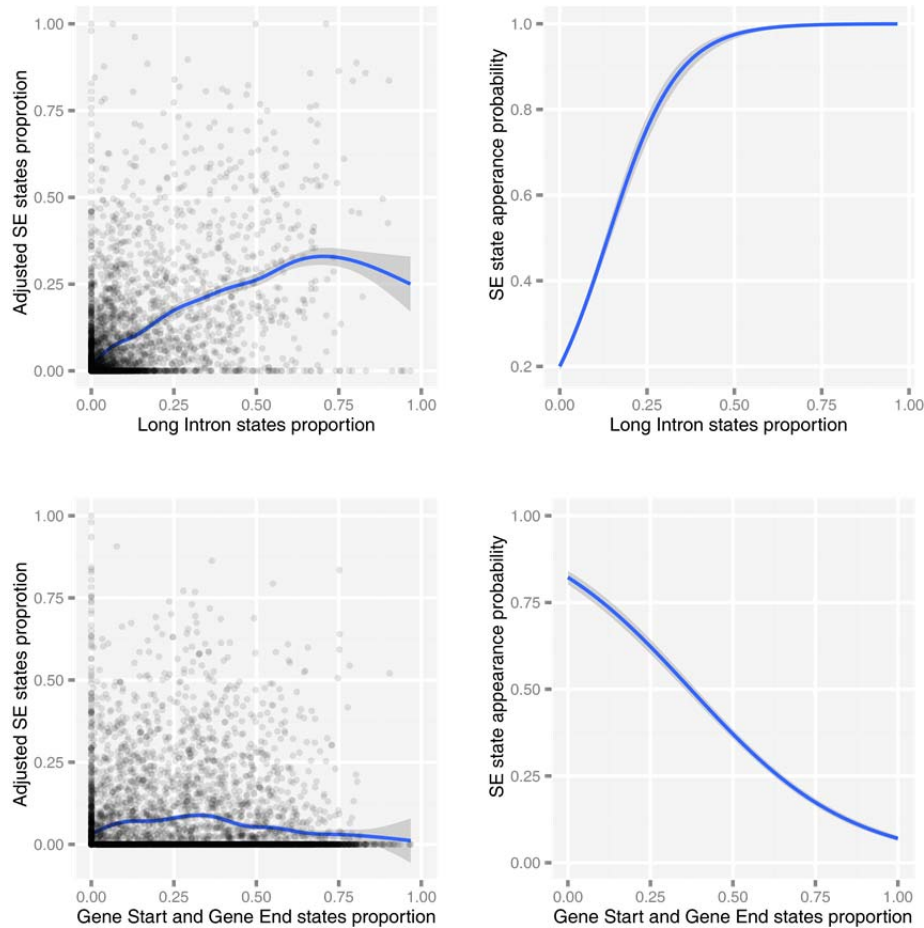 Adjusted SE states proprotion
1.00
0.75
0.50
0.25
0.00
0.00 0.25 0.50 0.75 1.00
Long Intron states proportion
SE state apperance probability
1.0
0.8
0.6
0.4
0.2
0.00 0.25 0.50 0.75 1.00
Long Intron states proportion
Adjusted SE states proprotion
1.00
0.75
0.50
0.25
0.00
0.00 0.25 0.50 0.75 1.00
Gene Start and Gene End states proportion
SE state appearance probability
1.00
0.75
0.50
0.25
0.00
0.00 0.25 0.50 0.75 1.00
Gene Start and Gene End states proportion